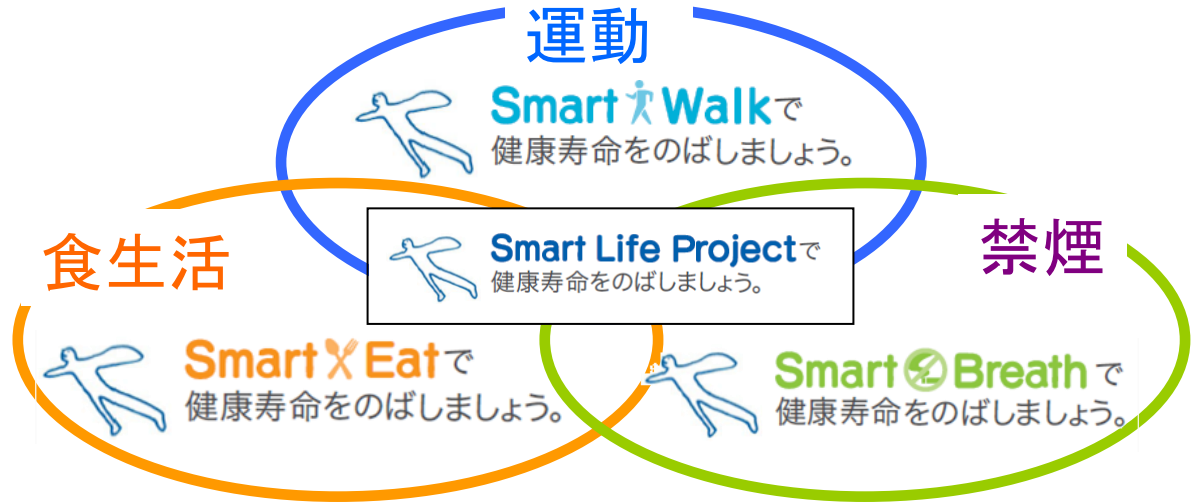 運動
Smart Walkで
健康寿命をのばしましょう。
食生活
禁煙
Smart Life Projectで
健康寿命をのばしましょう。
Smart Eatで
健康寿命をのばしましょう。
Smart Breathで
健康寿命をのばしましょう。